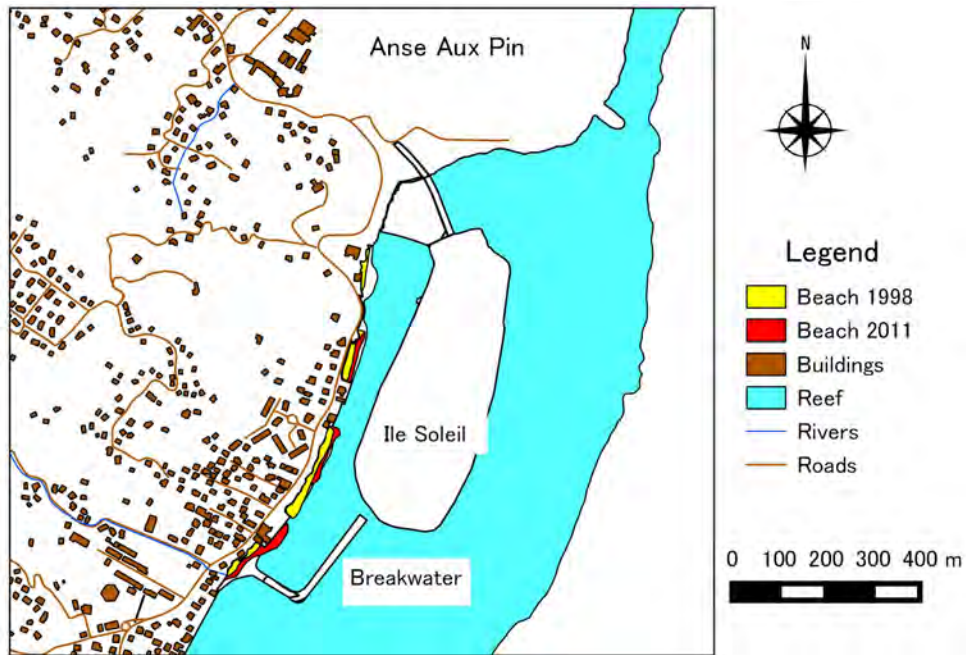 Anse Aux Pin
N
Ile Soleil
Breakwater
Legend
Beach 1998
Beach 2011
Buildings
Reef
Rivers
Roads
0 100 200 300 400 m